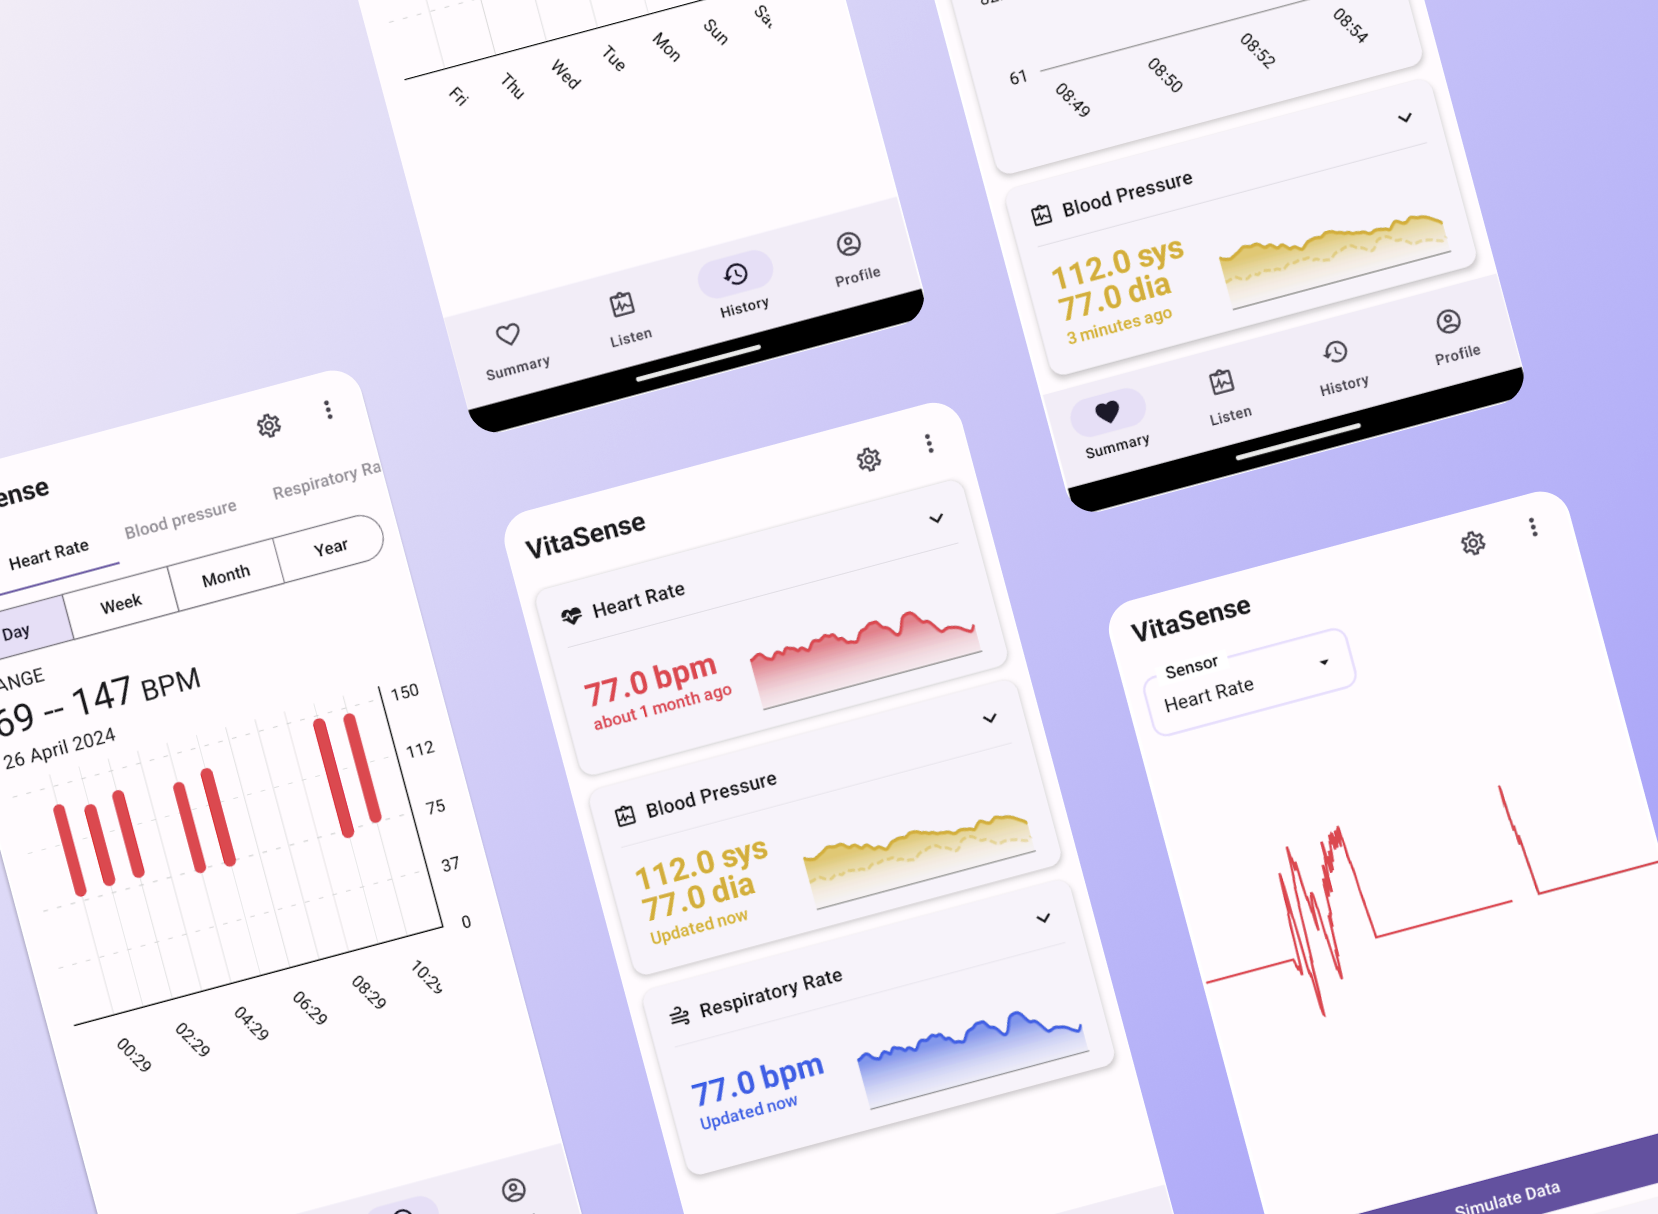 Fri
Thu
Wed
Tue
Mon
Sun
Summary
Listen
History
Profile
61
08:49
08:50
08:52
08:54
Blood Pressure
112.0 sys
77.0 dia
3 minutes ago
Summary
Listen
History
Profile
Heart Rate
Blood pressure
Respiratory Ra
Day
Week
Month
Year
69 -- 147 BPM
26 April 2024
150
112
75
37
0
00:29
02:29
04:29
06:29
08:29
10:29
VitaSense
Heart Rate
77.0 bpm
about 1 month ago
Blood Pressure
112.0 sys
77.0 dia
Updated now
Respiratory Rate
77.0 bpm
Updated now
VitaSense
Sensor
Heart Rate
Simulate Data